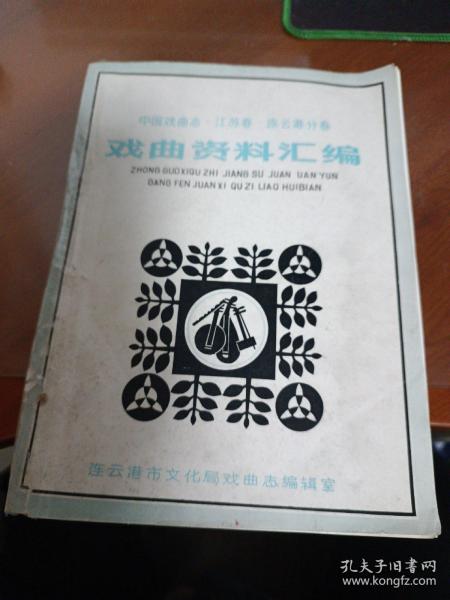 中国戏曲志·江苏卷 连云港分卷
戏曲资料汇编
ZHONG GUO XIQU ZHI JIANG SU JUAN LIAN YUN
GANG FEN JUAN XI QU ZI LIAO HUIBIAN
连云港市文化局戏曲志编辑室
孔夫子旧书网
www.kongfz.com